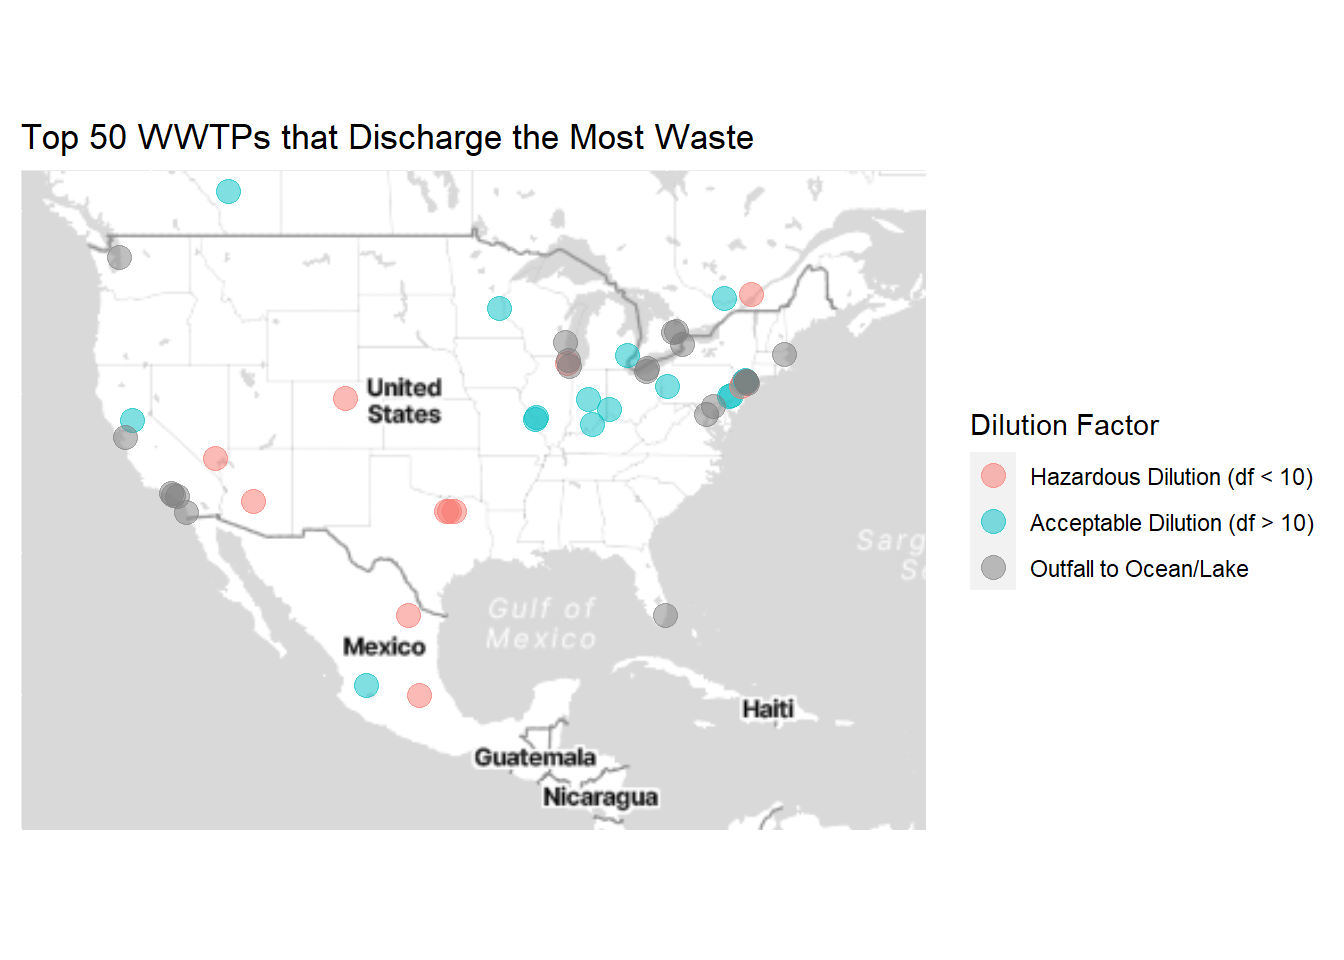 Top 50 WWTPs that Discharge the Most Waste
United
States
Sarg
S
Gulf of
Mexico
Mexico
Haiti
Guatemala
Nicaragua
Dilution Factor
Hazardous Dilution (df < 10)
Acceptable Dilution (df > 10)
Outfall to Ocean/Lake